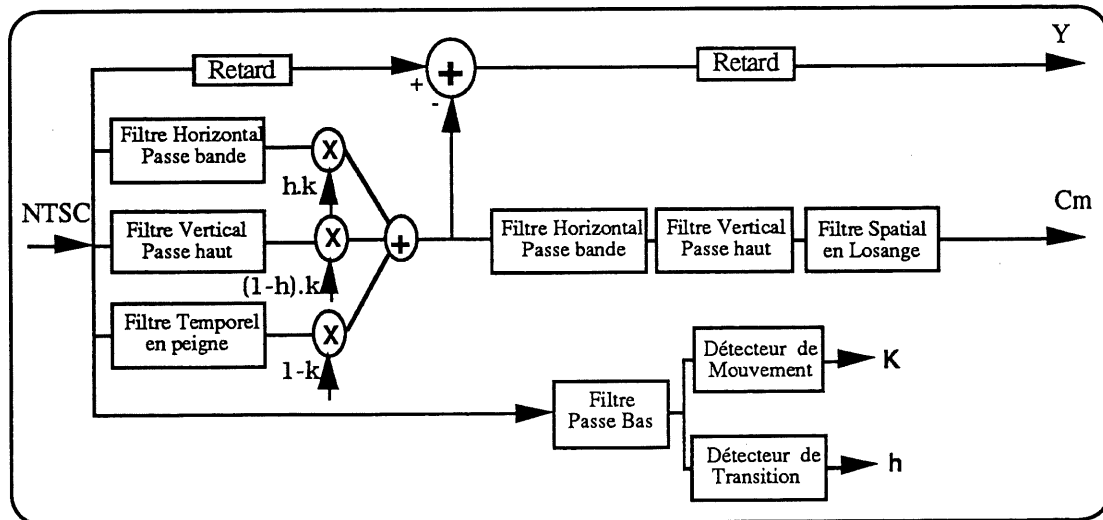 Y
Retard
+
Retard
+
-
Filtre Horizontal
Passe bande
X
h.k
NTSC
Cm
Filtre Vertical
Passe haut
X
+
Filtre Horizontal
Passe bande
Filtre Vertical
Passe haut
Filtre Spatial
en Losange
(1-h).k
Filtre Temporel
en peigne
X
1-k
Détecteur de
Mouvement
K
Filtre
Passe Bas
Détecteur de
Transition
h